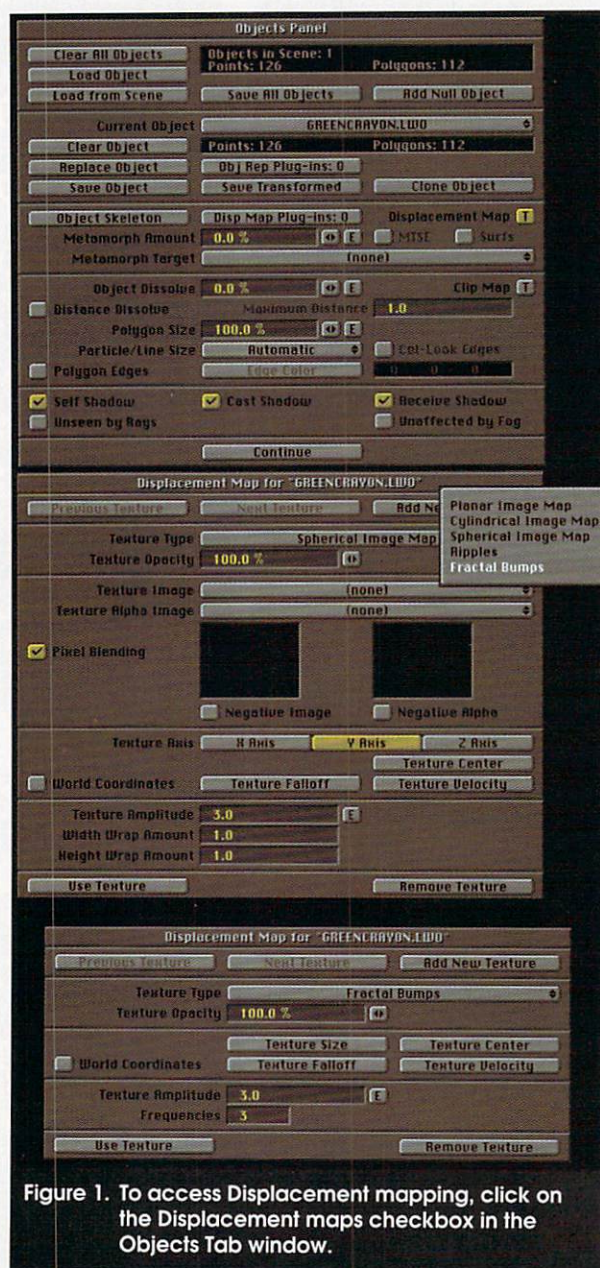 Objects Panel
Clear All Objects
Objects in Scene: 1
Points: 126 Polygons: 112
Load Object
Load from Scene Save All Objects Add Null Object
Current Object GREENCRAYON.LWO
Clear Object Points: 126 Polygons: 112
Replace Object Obj Rep Plug-ins: 0
Save Object Save Transformed Clone Object
Object Skeleton Disp Map Plug-ins: 0 Displacement Map T
Metamorph Amount 0.0 % E MTSE Surfs
Metamorph Target (none)
Object Dissolve 0.0 % E Clip Map T
Distance Dissolve Maximum Distance 1.0
Polygon Size 100.0 % E
Particle/Line Size Automatic Cel-Look Edges
Polygon Edges Edge Color 0 0 0
Self Shadow Cast Shadow Receive Shadow
Unseen by Rays Unaffected by Fog
Continue
Displacement Map for "GREENCRAYON.LWO"
Previous Texture Next Texture Add Ne
Planar Image Map
Cylindrical Image Map
Spherical Image Map
Ripples
Fractal Bumps
Texture Type Spherical Image Map
Texture Opacity 100.0 %
Texture Image (none)
Texture Alpha Image (none)
Pixel Blending
Negative Image Negative Alpha
Texture Axis X Axis Y Axis Z Axis
Texture Center
World Coordinates Texture Falloff Texture Velocity
Texture Amplitude 3.0 E
Width Wrap Amount 1.0
Height Wrap Amount 1.0
Use Texture Remove Texture
Displacement Map for "GREENCRAYON.LWO"
Previous Texture Next Texture Add New Texture
Texture Type Fractal Bumps
Texture Opacity 100.0 %
Texture Size Texture Center
World Coordinates Texture Falloff Texture Velocity
Texture Amplitude 3.0 E
Frequencies 3
Use Texture Remove Texture
Figure 1. To access Displacement mapping, click on
the Displacement maps checkbox in the
Objects Tab window.